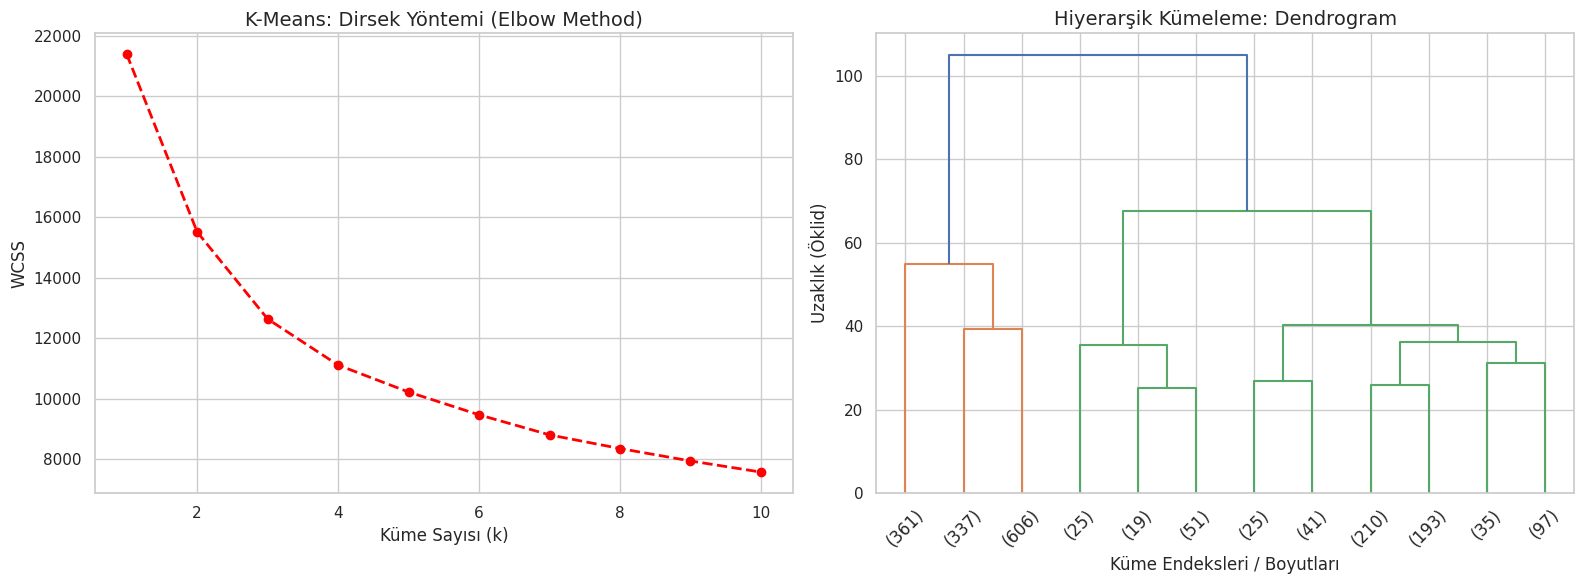 K-Means: Dirsek Yöntemi (Elbow Method)
22000
20000
18000
16000
14000
12000
10000
8000
WCSS
2 4 6 8 10
Küme Sayısı (k)
Hiyerarşik Kümeleme: Dendrogram
100
80
60
40
20
0
Uzaklık (Öklid)
(361) (337) (606) (25) (19) (51) (25) (41) (210) (193) (35) (97)
Küme Endeksleri / Boyutları